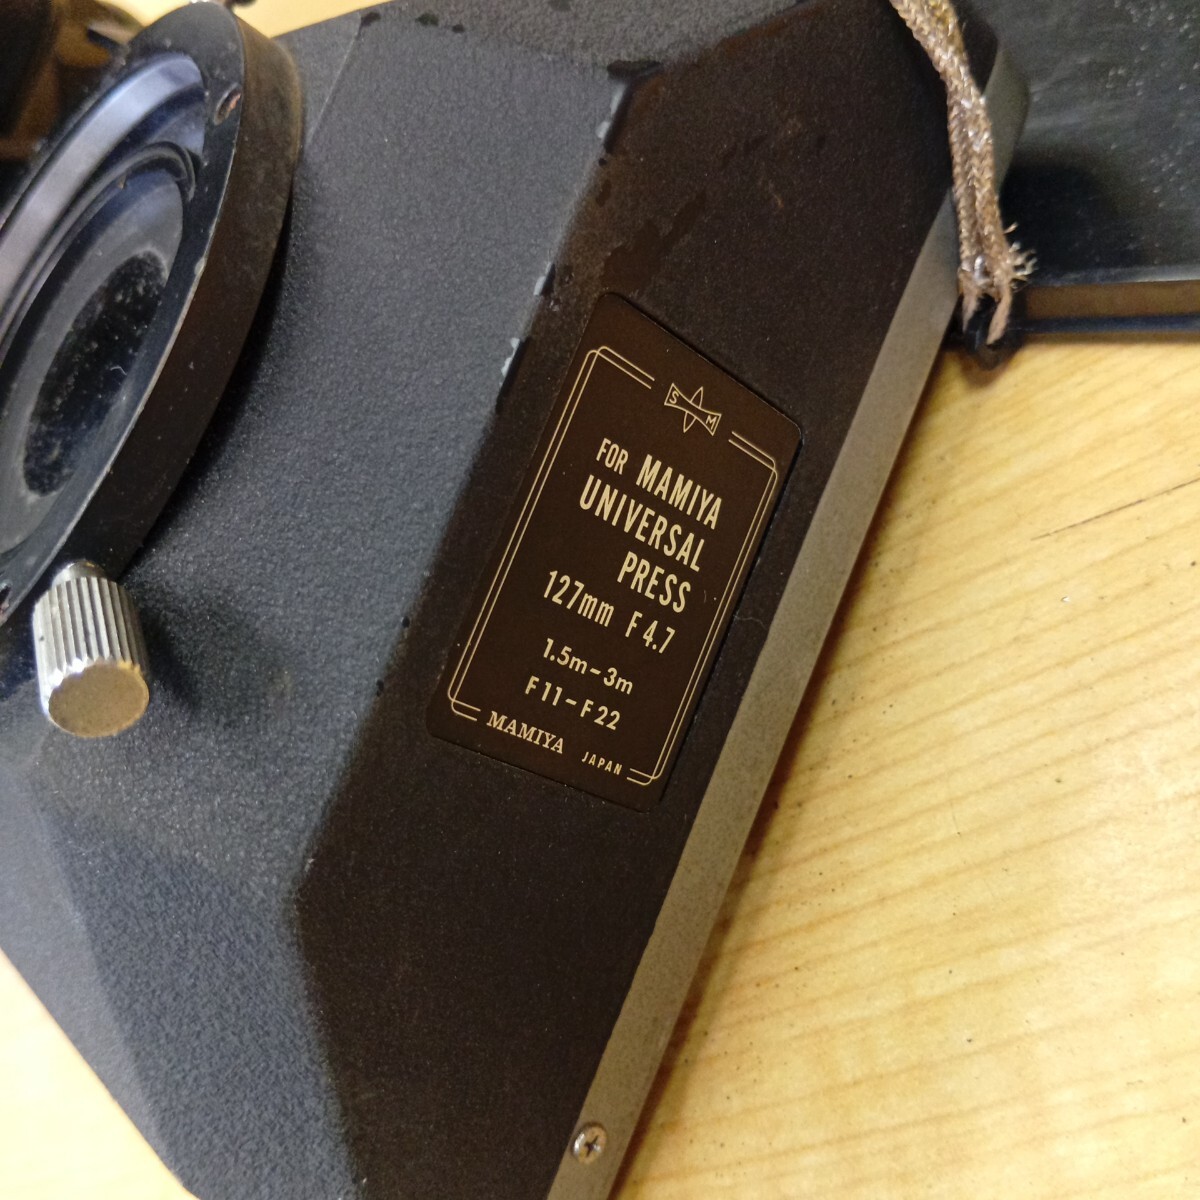 S M
FOR MAMIYA
UNIVERSAL
PRESS
127mm F4.7
1.5m-3m
F11-F22
MAMIYA JAPAN